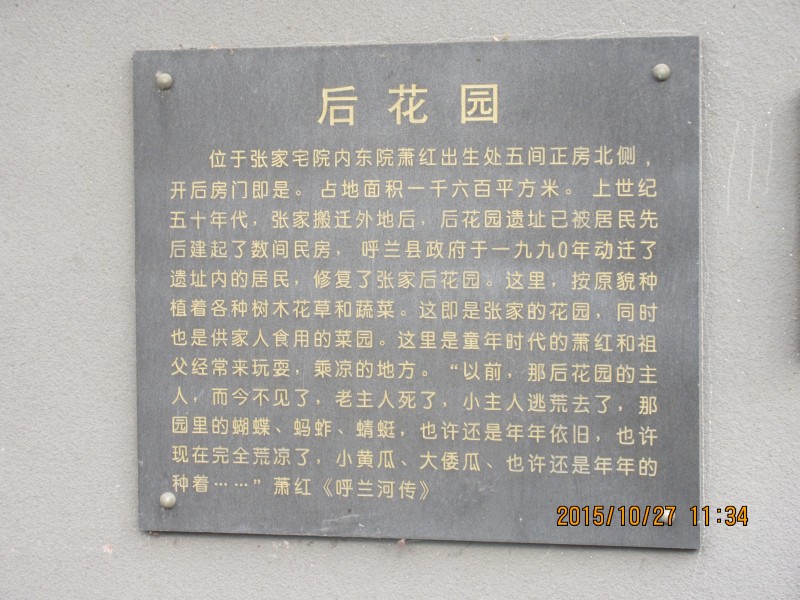 后花园
位于张家宅院内东院萧红出生处五间正房北侧，
开后房门即是。占地面积一千六百平方米。上世纪
五十年代，张家搬迁外地后，后花园遗址已被居民先
后建起了数间民房，呼兰县政府于一九九0年动迁了
遗址内的居民，修复了张家后花园。这里，按原貌种
植着各种树木花草和蔬菜。这即是张家的花园，同时
也是供家人食用的菜园。这里是童年时代的萧红和祖
父经常来玩耍，乘凉的地方。“以前，那后花园的主
人，而今不见了，老主人死了，小主人逃荒去了，那
园里的蝴蝶、蚂蚱、蜻蜓，也许还是年年依旧，也许
现在完全荒凉了，小黄瓜、大倭瓜、也许还是年年的
种着……”萧红《呼兰河传》
2015/10/27 11:34